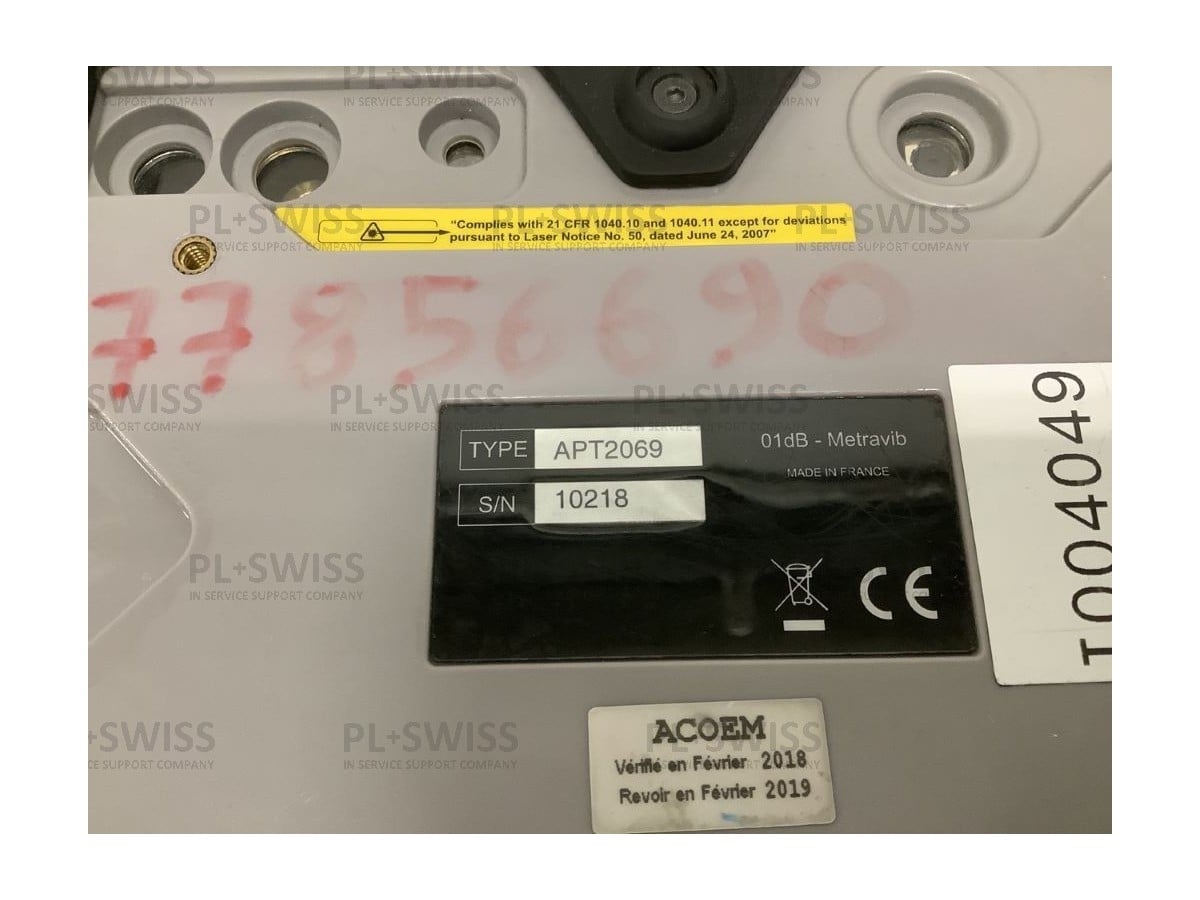 PL+SWISS
IN SERVICE SUPPORT COMPANY
"Complies with 21 CFR 1040.10 and 1040.11 except for deviations
pursuant to Laser Notice No. 50, dated June 24, 2007"
77856690
TYPE APT2069
S/N 10218
01dB - Metravib
MADE IN FRANCE
CE
T004049
ACOEM
Vérifié en Février 2018
Revoir en Février 2019